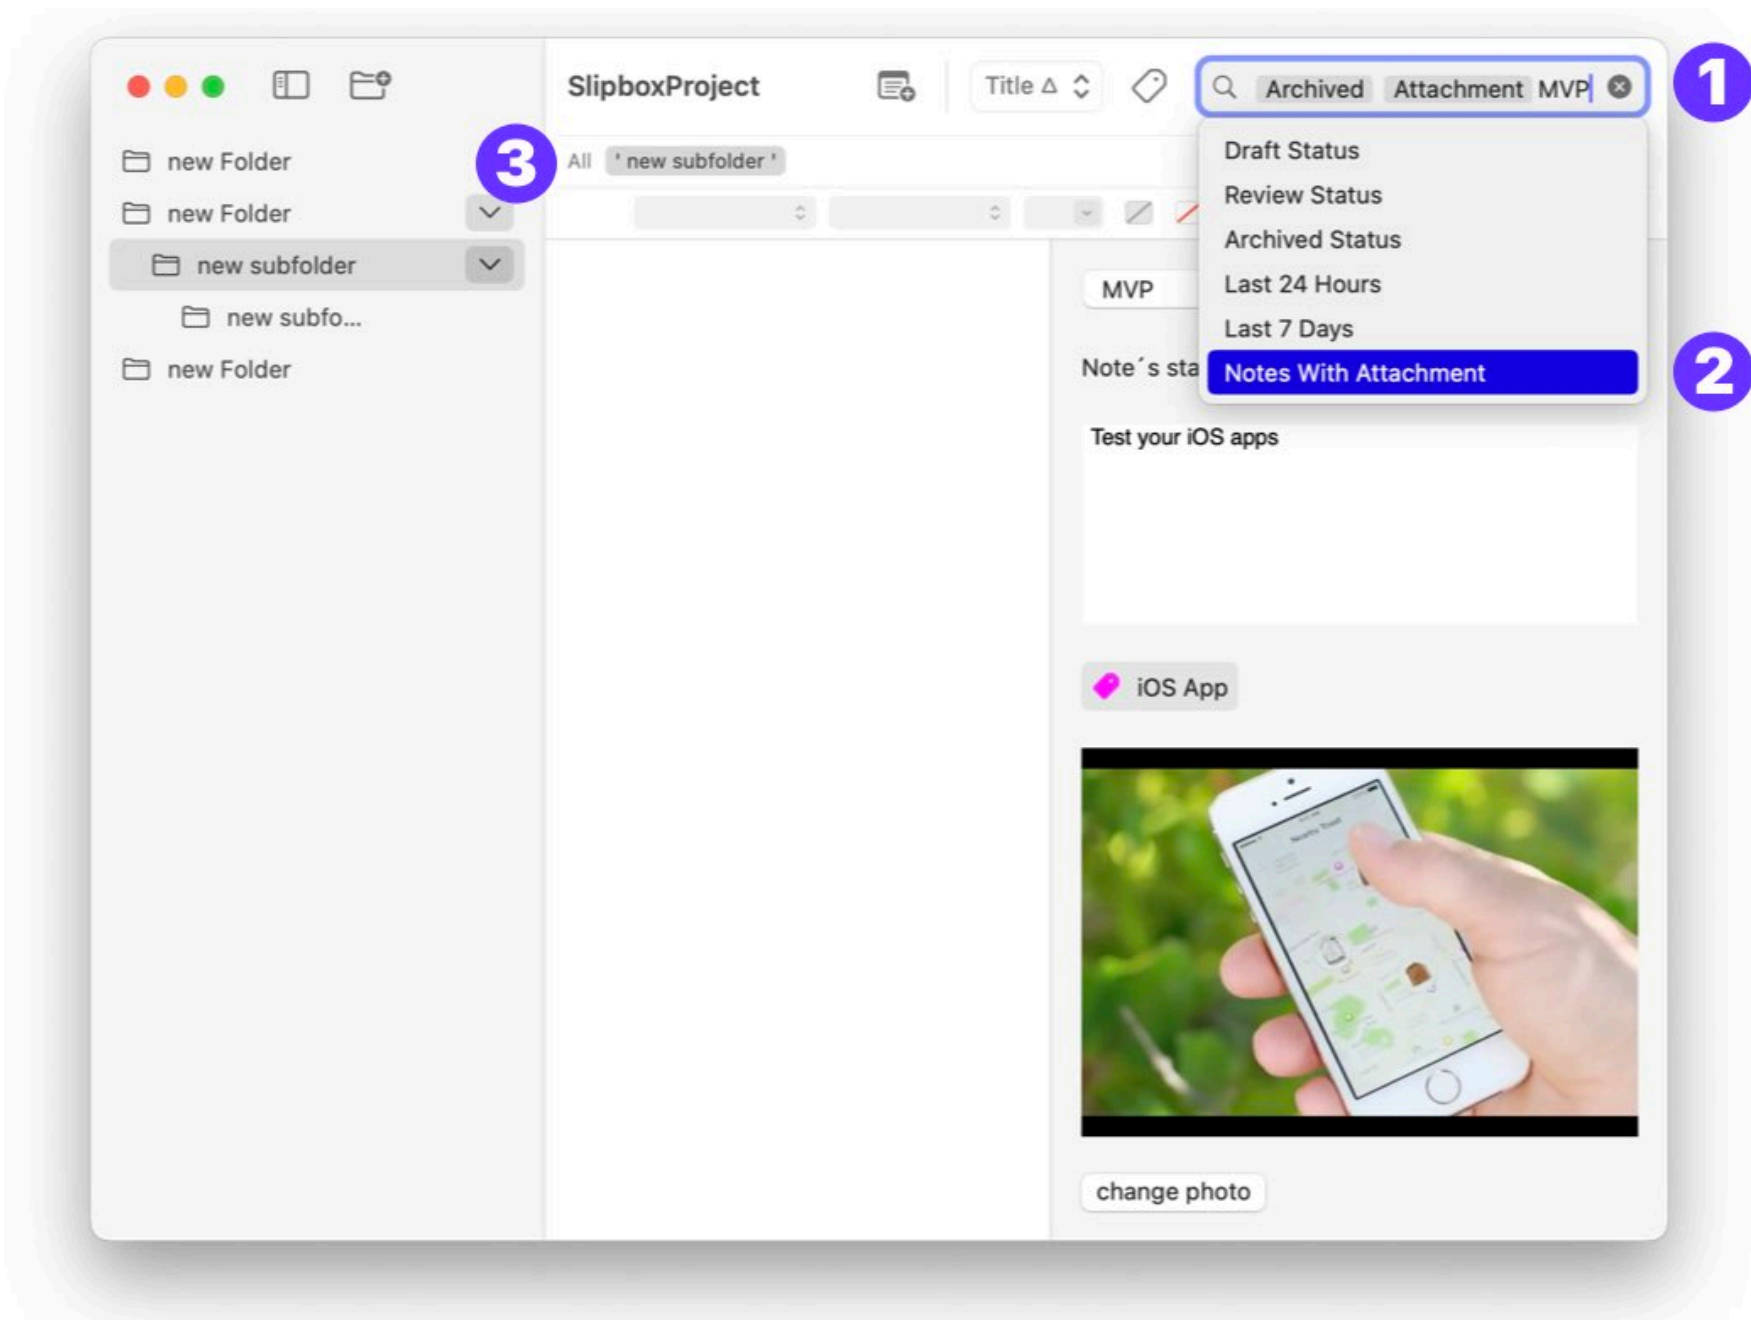 SlipboxProject
Title
Archived Attachment MVP
1
new Folder
new Folder
new subfolder
new subfo...
new Folder
3
All ' new subfolder '
Draft Status
Review Status
Archived Status
Last 24 Hours
Last 7 Days
Notes With Attachment
2
MVP
Note´s sta
Test your iOS apps
iOS App
change photo